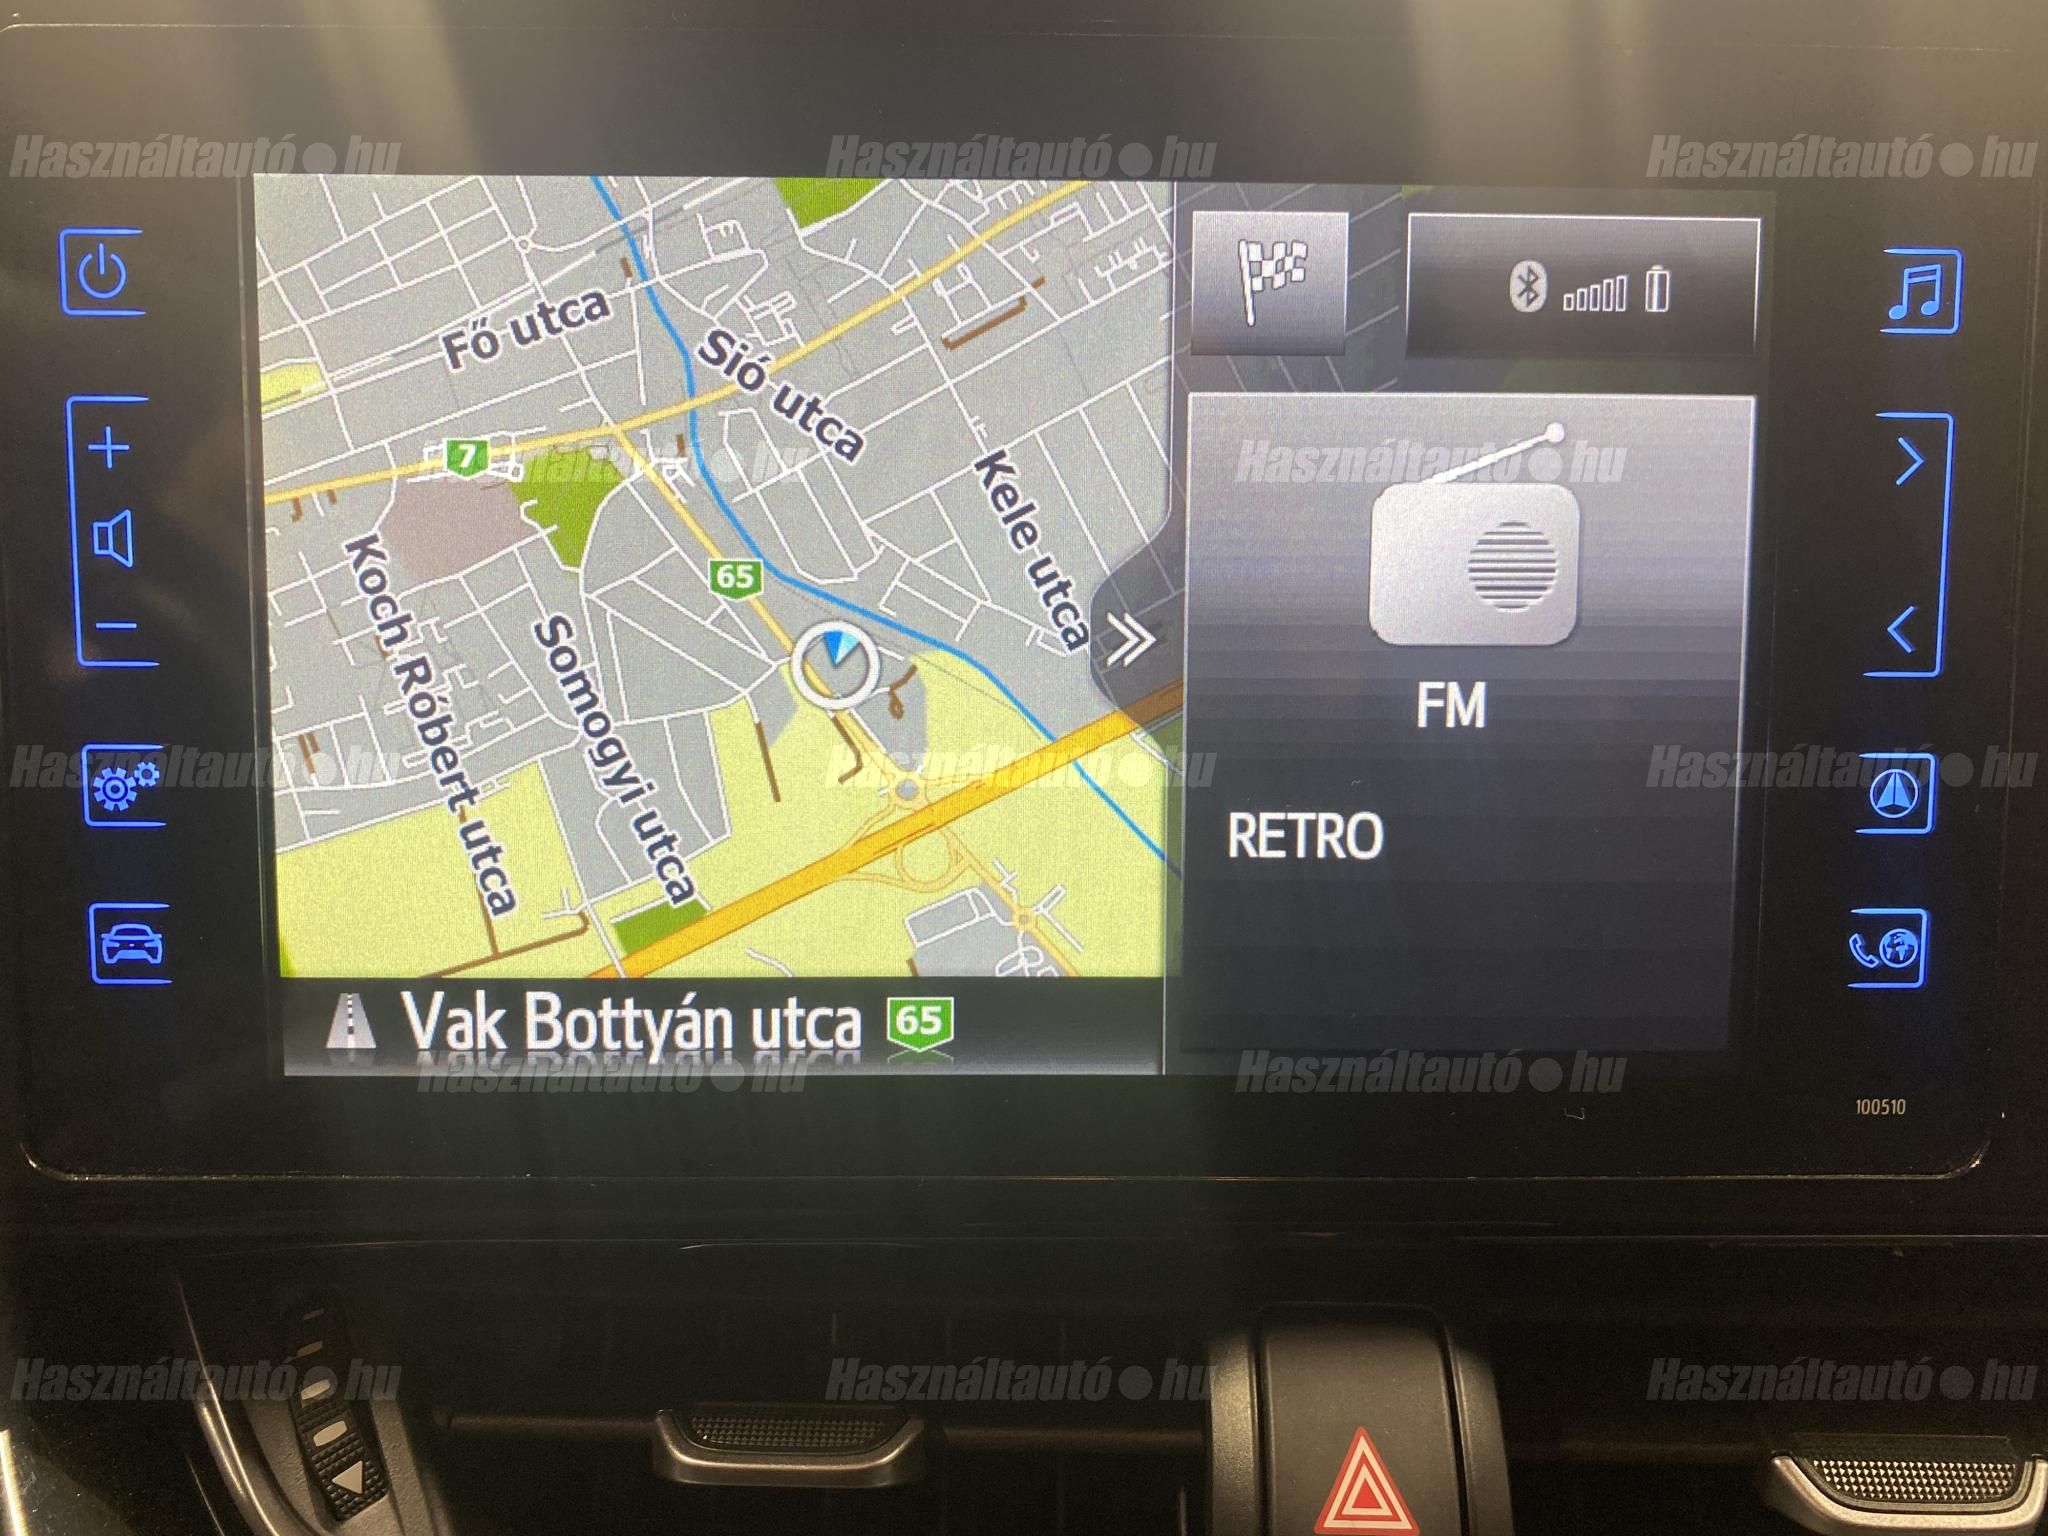 Használtautó.hu
Használtautó.hu
Használtautó.hu
Fő utca
Sió utca
7
Használtautó.hu
Használtautó.hu
Kele utca
65
Koch Róbert utca
Somogyi utca
FM
Használtautó.hu
Használtautó.hu
Használtautó.hu
RETRO
Vak Bottyán utca 65
Használtautó.hu
Használtautó.hu
100510
Használtautó.hu
Használtautó.hu
Használtautó.hu